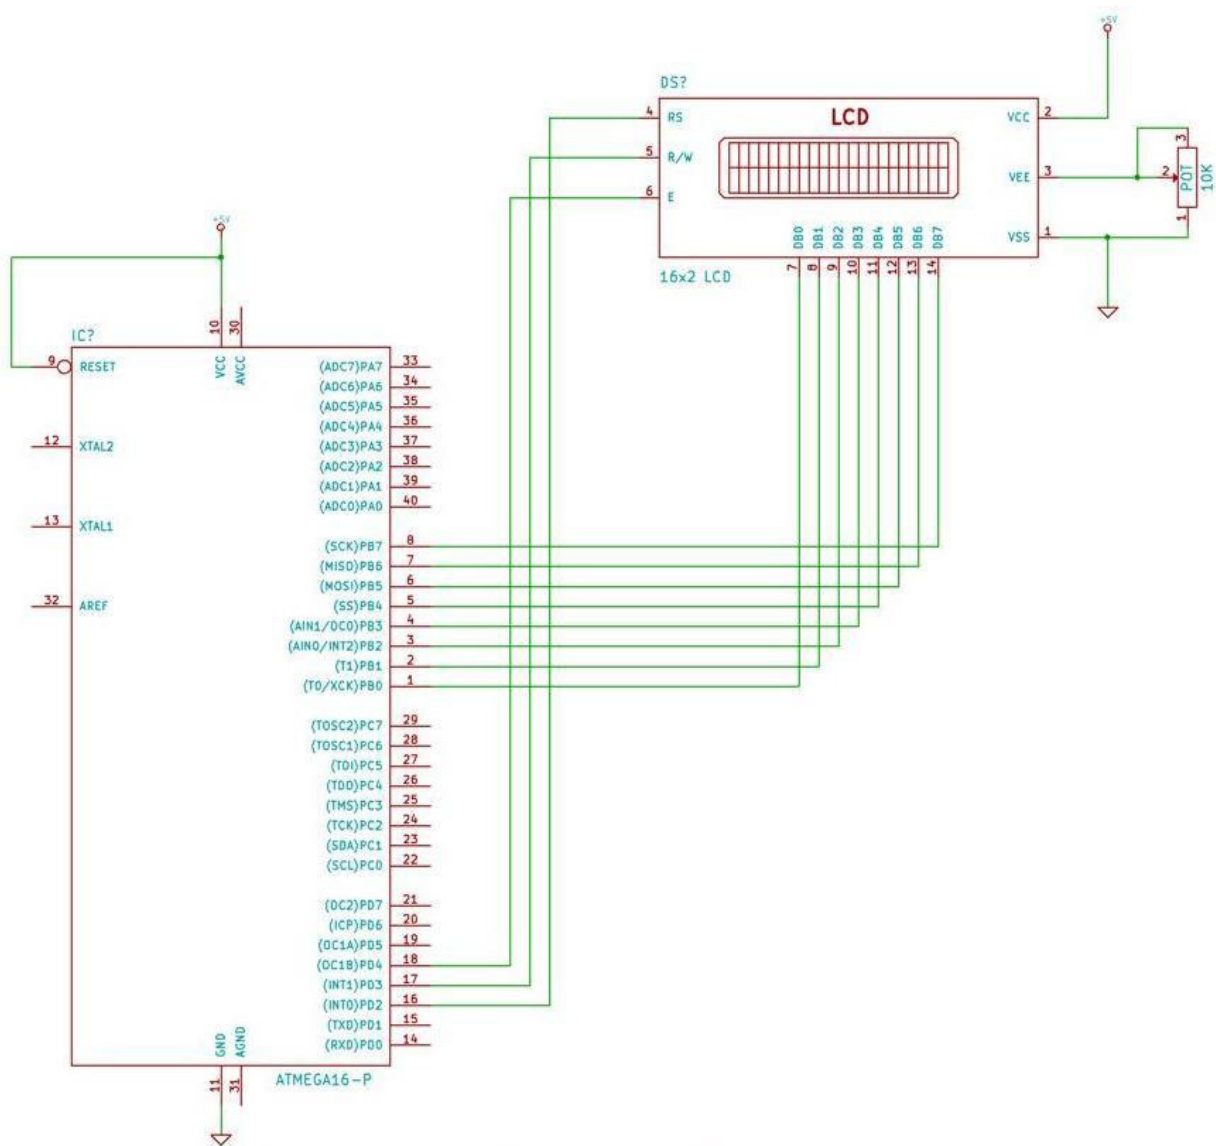 +5V
DS?
LCD
4 RS
5 R/W
6 E
VCC 2
VEE 3
VSS 1
3
2
1
POT
10K
DB0 DB1 DB2 DB3 DB4 DB5 DB6 DB7
7 8 9 10 11 12 13 14
16x2 LCD
+5V
IC?
10 30
VCC AVCC
9 RESET
12 XTAL2
13 XTAL1
32 AREF
(ADC7)PA7 33
(ADC6)PA6 34
(ADC5)PA5 35
(ADC4)PA4 36
(ADC3)PA3 37
(ADC2)PA2 38
(ADC1)PA1 39
(ADC0)PA0 40
(SCK)PB7 8
(MISO)PB6 7
(MOSI)PB5 6
(SS)PB4 5
(AIN1/OC0)PB3 4
(AIN0/INT2)PB2 3
(T1)PB1 2
(T0/XCK)PB0 1
(TOSC2)PC7 29
(TOSC1)PC6 28
(TDI)PC5 27
(TDO)PC4 26
(TMS)PC3 25
(TCK)PC2 24
(SDA)PC1 23
(SCL)PC0 22
(OC2)PD7 21
(ICP)PD6 20
(OC1A)PD5 19
(OC1B)PD4 18
(INT1)PD3 17
(INT0)PD2 16
(TXD)PD1 15
(RXD)PD0 14
GND AGND
11 31
ATMEGA16-P